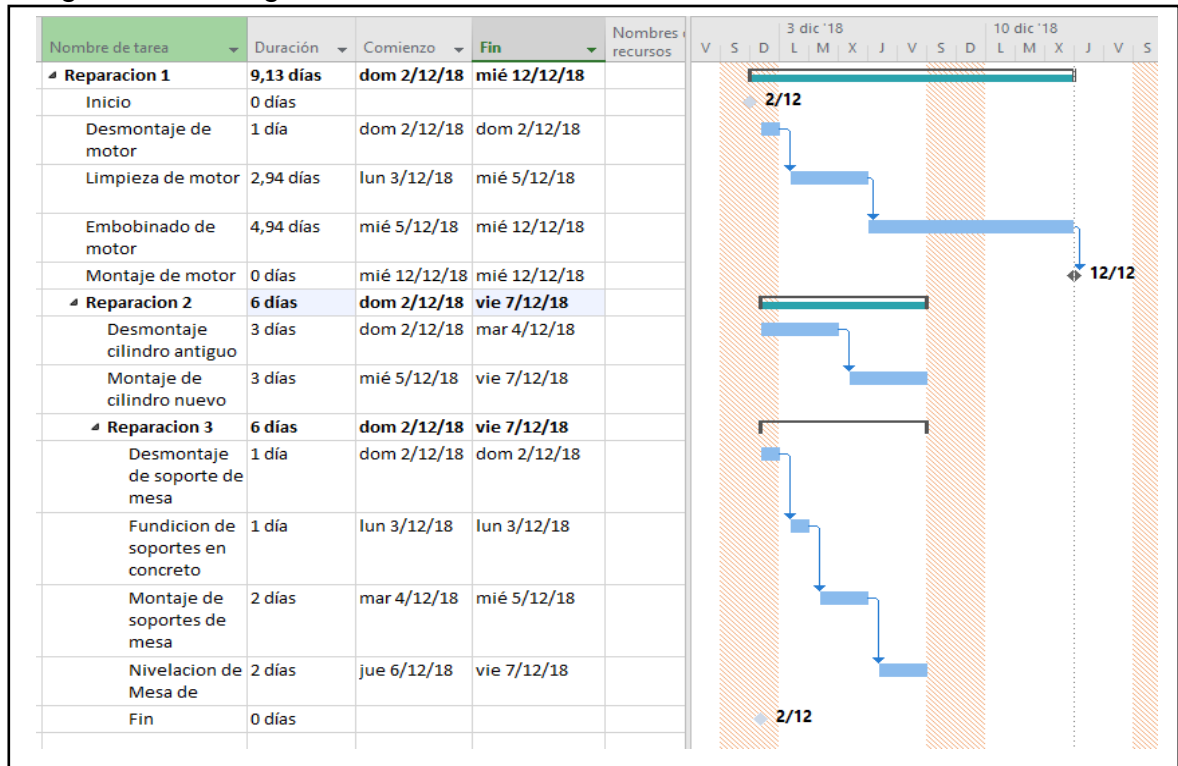 Nombre de tarea Duración Comienzo Fin Nombres recursos
3 dic '18 10 dic '18
V S D L M X J V S D L M X J V S
Reparacion 1 9,13 días dom 2/12/18 mié 12/12/18
Inicio 0 días
2/12
Desmontaje de 1 día dom 2/12/18 dom 2/12/18
motor
Limpieza de motor 2,94 días lun 3/12/18 mié 5/12/18
Embobinado de 4,94 días mié 5/12/18 mié 12/12/18
motor
Montaje de motor 0 días mié 12/12/18 mié 12/12/18
12/12
Reparacion 2 6 días dom 2/12/18 vie 7/12/18
Desmontaje 3 días dom 2/12/18 mar 4/12/18
cilindro antiguo
Montaje de 3 días mié 5/12/18 vie 7/12/18
cilindro nuevo
Reparacion 3 6 días dom 2/12/18 vie 7/12/18
Desmontaje 1 día dom 2/12/18 dom 2/12/18
de soporte de
mesa
Fundicion de 1 día lun 3/12/18 lun 3/12/18
soportes en
concreto
Montaje de 2 días mar 4/12/18 mié 5/12/18
soportes de
mesa
Nivelacion de 2 días jue 6/12/18 vie 7/12/18
Mesa de
Fin 0 días
2/12